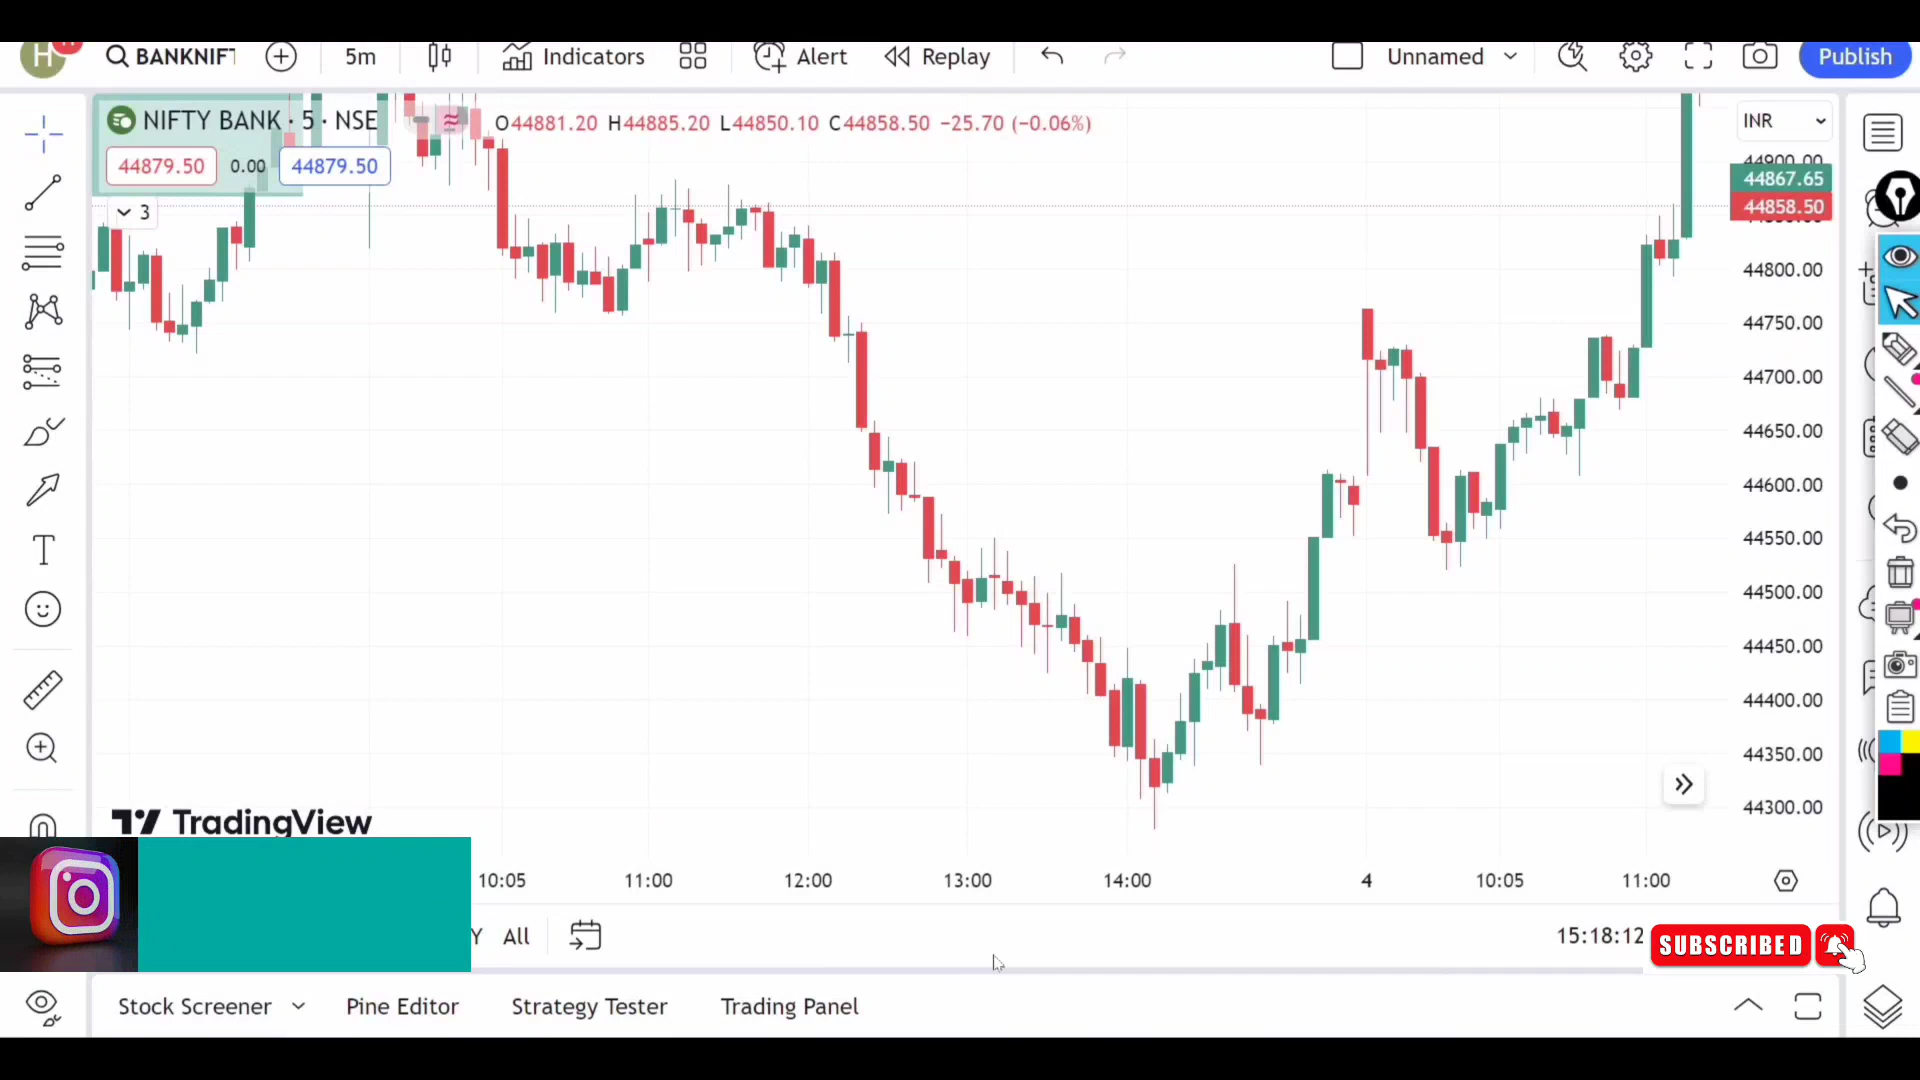 H
BANKNIFT
5m
Indicators
Alert
Replay
Unnamed
Publish
NIFTY BANK · 5 · NSE
O44881.20 H44885.20 L44850.10 C44858.50 −25.70 (−0.06%)
INR
44879.50 0.00 44879.50
3
44900.00
44867.65
44858.50
44800.00
44750.00
44700.00
44650.00
44600.00
44550.00
44500.00
44450.00
44400.00
44350.00
44300.00
TradingView
10:05 11:00 12:00 13:00 14:00 4 10:05 11:00
Y All
15:18:12
SUBSCRIBED
Stock Screener Pine Editor Strategy Tester Trading Panel